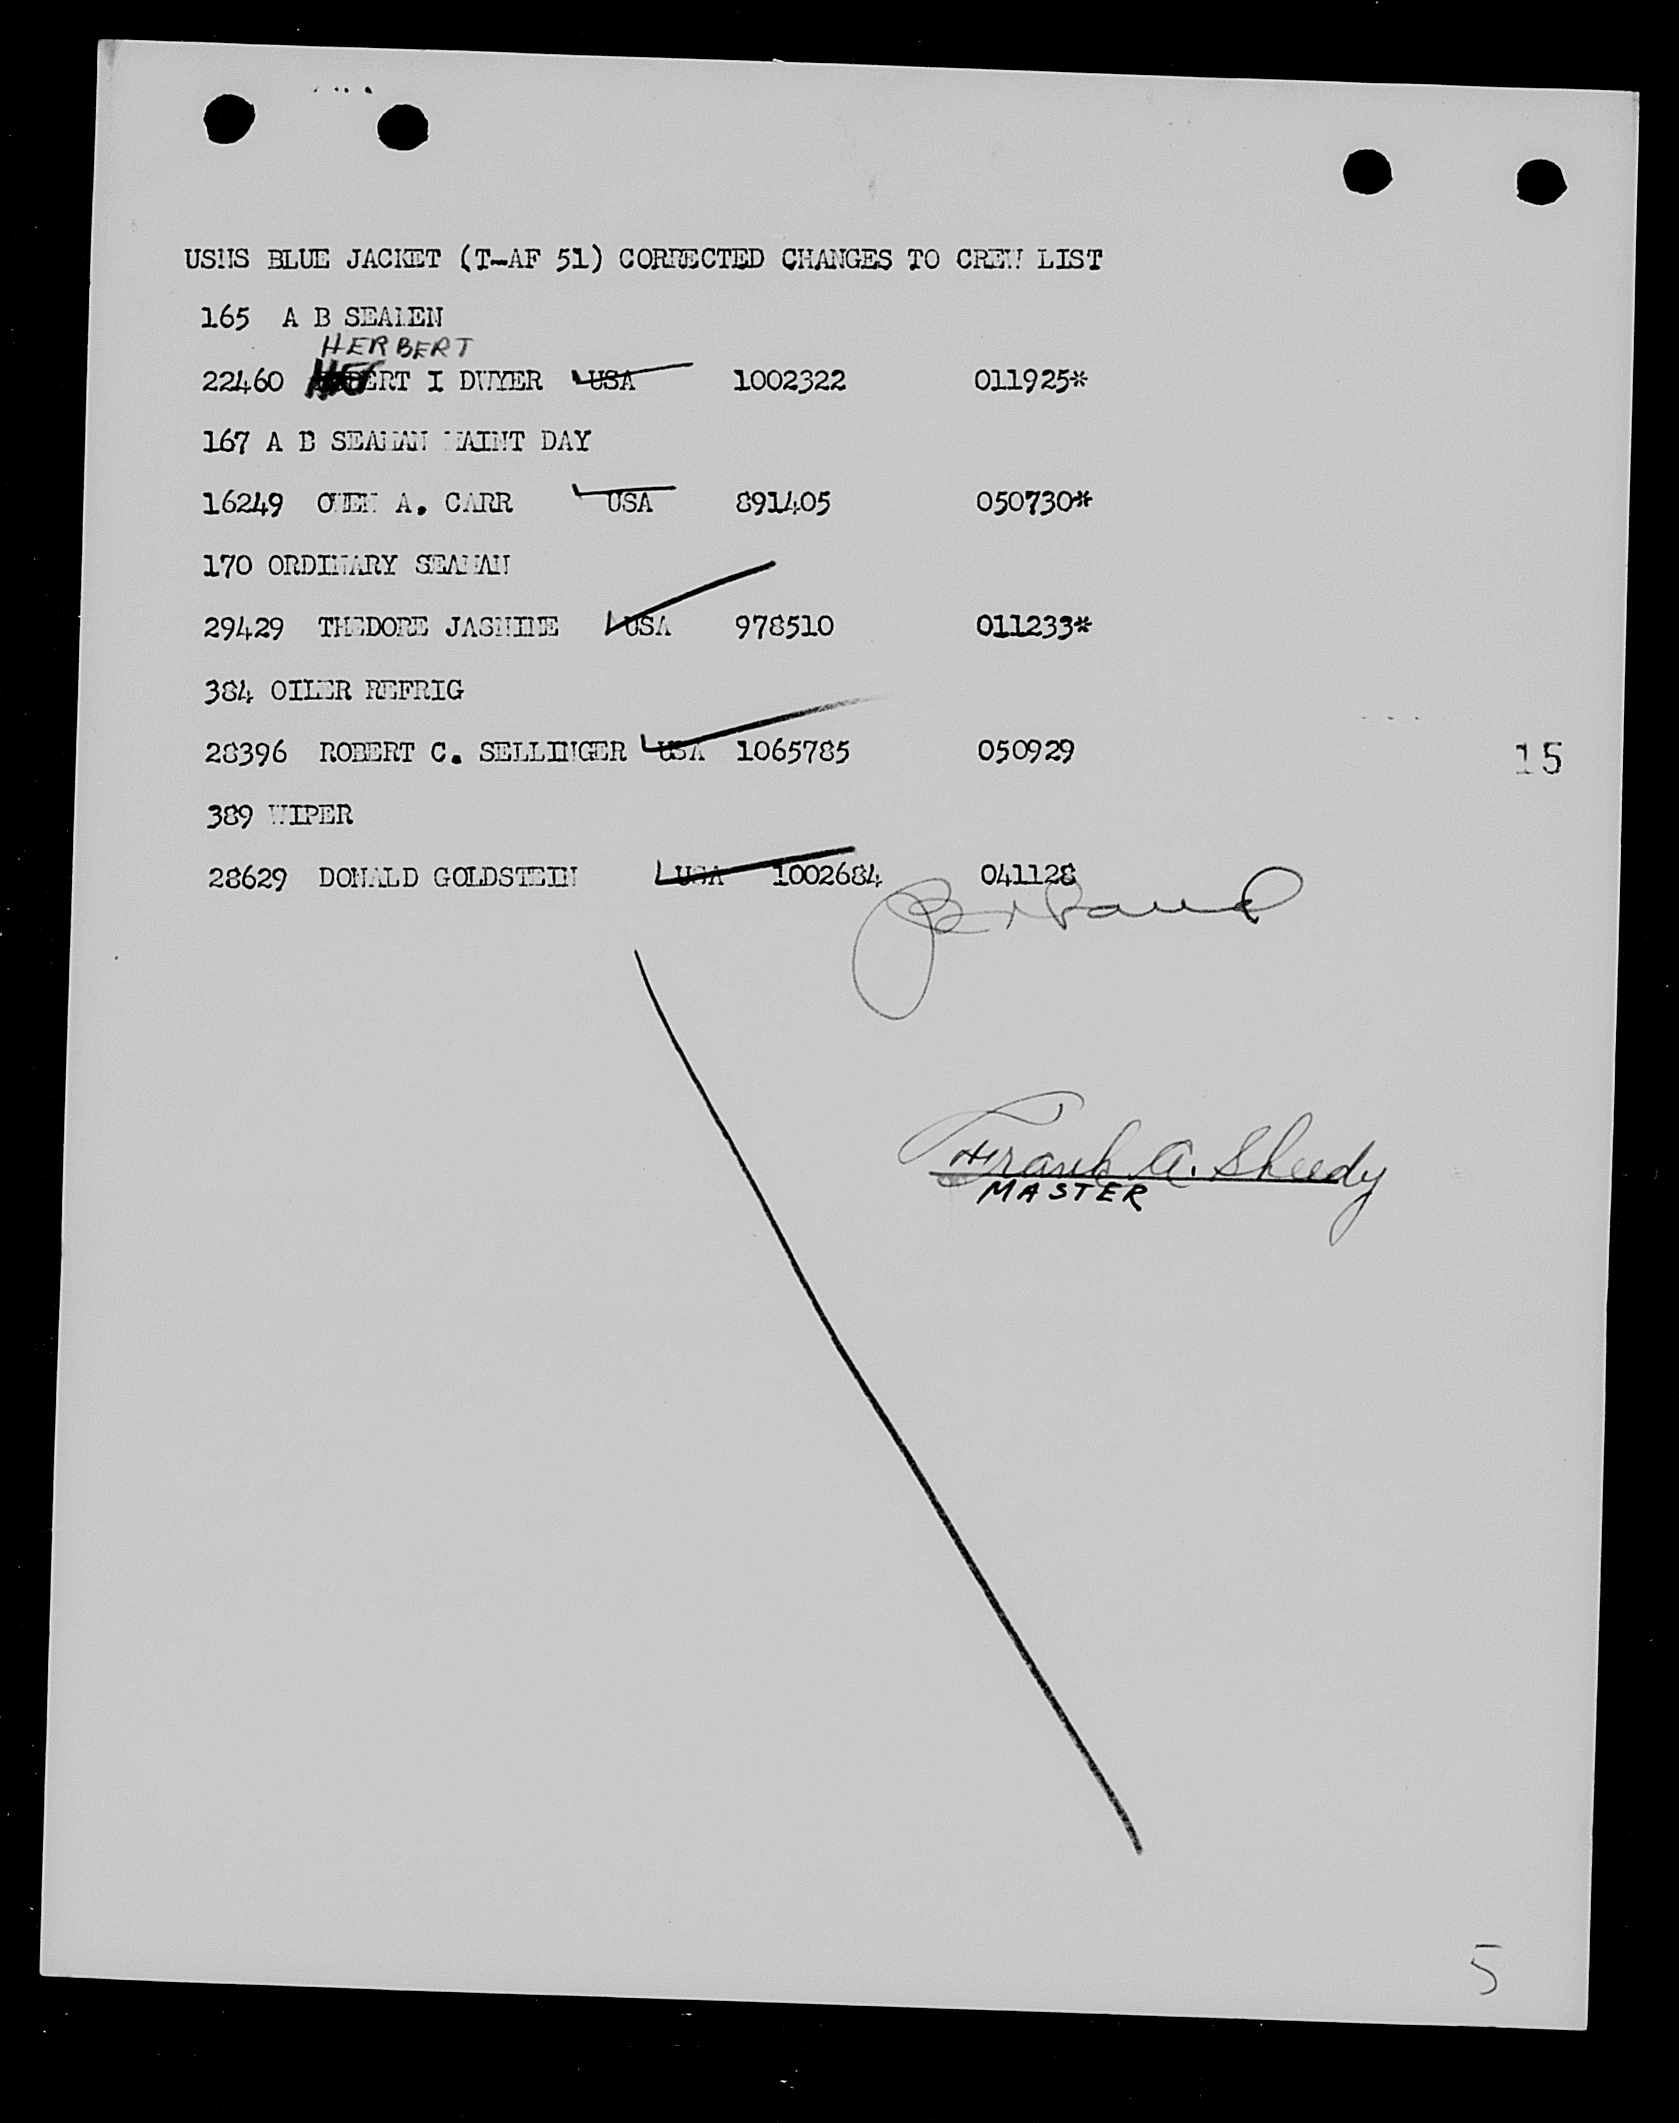 USNS BLUE JACKET (T-AF 51) CORRECTED CHANGES TO CREW LIST
165 A B SEAMEN
HERBERT
22460 HERBERT I DWYER USA 1002322 011925*
167 A B SEAMAN MAINT DAY
16249 OWEN A. CARR USA 891405 050730*
170 ORDINARY SEAMAN
29429 THEDORE JASMINE USA 978510 011233*
384 OILER REFRIG
28396 ROBERT C. SELLINGER USA 1065785 050929
15
389 WIPER
28629 DONALD GOLDSTEIN USA 1002684 041128
Frank A. Sheedy
MASTER
5